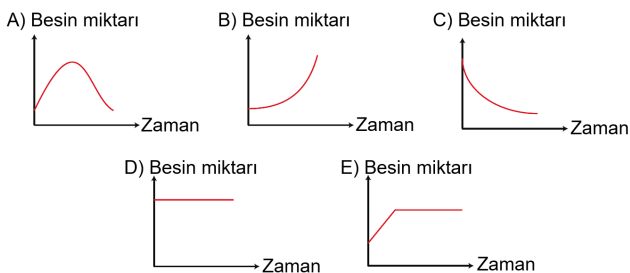 A) Besin miktarı
Zaman
B) Besin miktarı
Zaman
C) Besin miktarı
Zaman
D) Besin miktarı
Zaman
E) Besin miktarı
Zaman